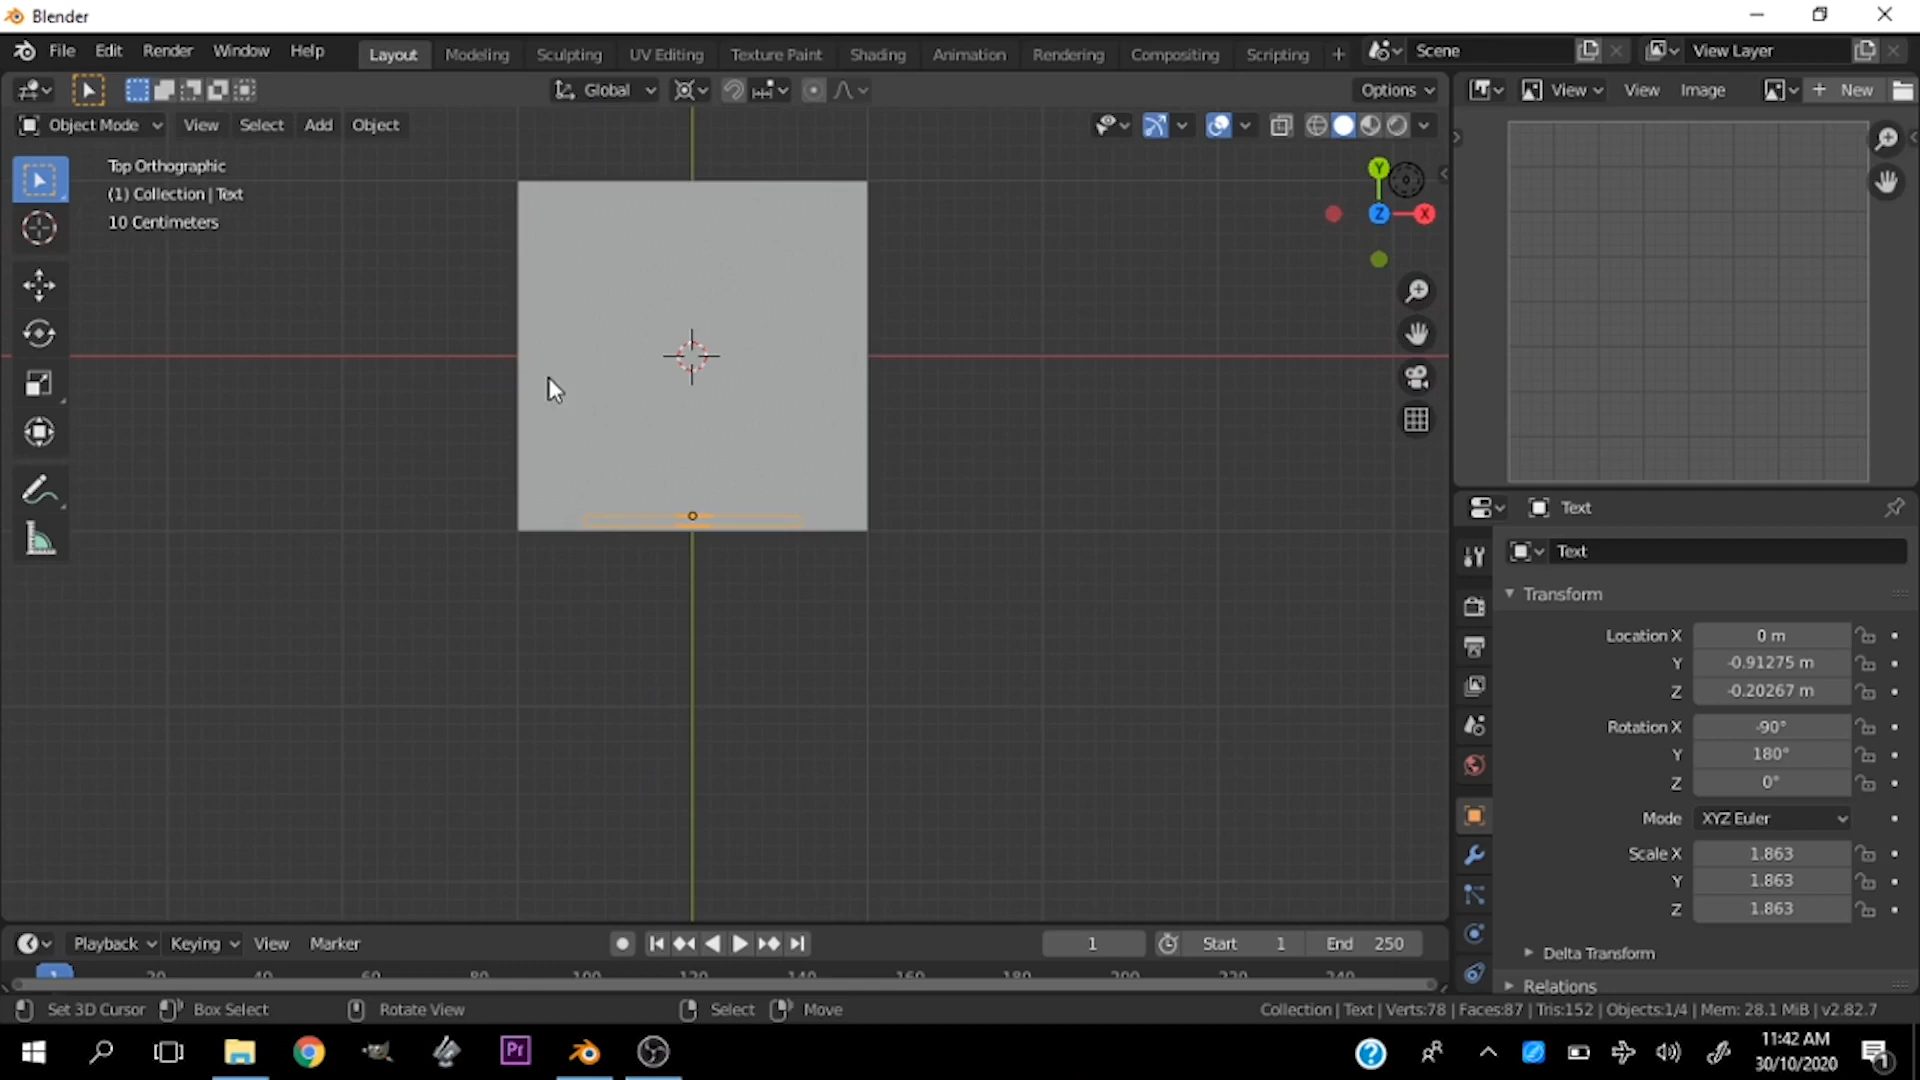 Blender
File Edit Render Window Help Layout Modeling Sculpting UV Editing Texture Paint Shading Animation Rendering Compositing Scripting + Scene View Layer
Global Options View View Image + New
Object Mode View Select Add Object
Top Orthographic
(1) Collection | Text
10 Centimeters
Y
Z X
Text
Text
Transform
Location X 0 m
Y -0.91275 m
Z -0.20267 m
Rotation X -90°
Y 180°
Z 0°
Mode XYZ Euler
Scale X 1.863
Y 1.863
Z 1.863
Delta Transform
Relations
Playback Keying View Marker 1 Start 1 End 250
1 20 40 60 80 100 120 140 160 180 200 220 240
Set 3D Cursor Box Select Rotate View Select Move Collection | Text | Verts:78 | Faces:87 | Tris:152 | Objects:1/4 | Mem: 28.1 MiB | v2.82.7
Pr
?
11:42 AM
30/10/2020
1